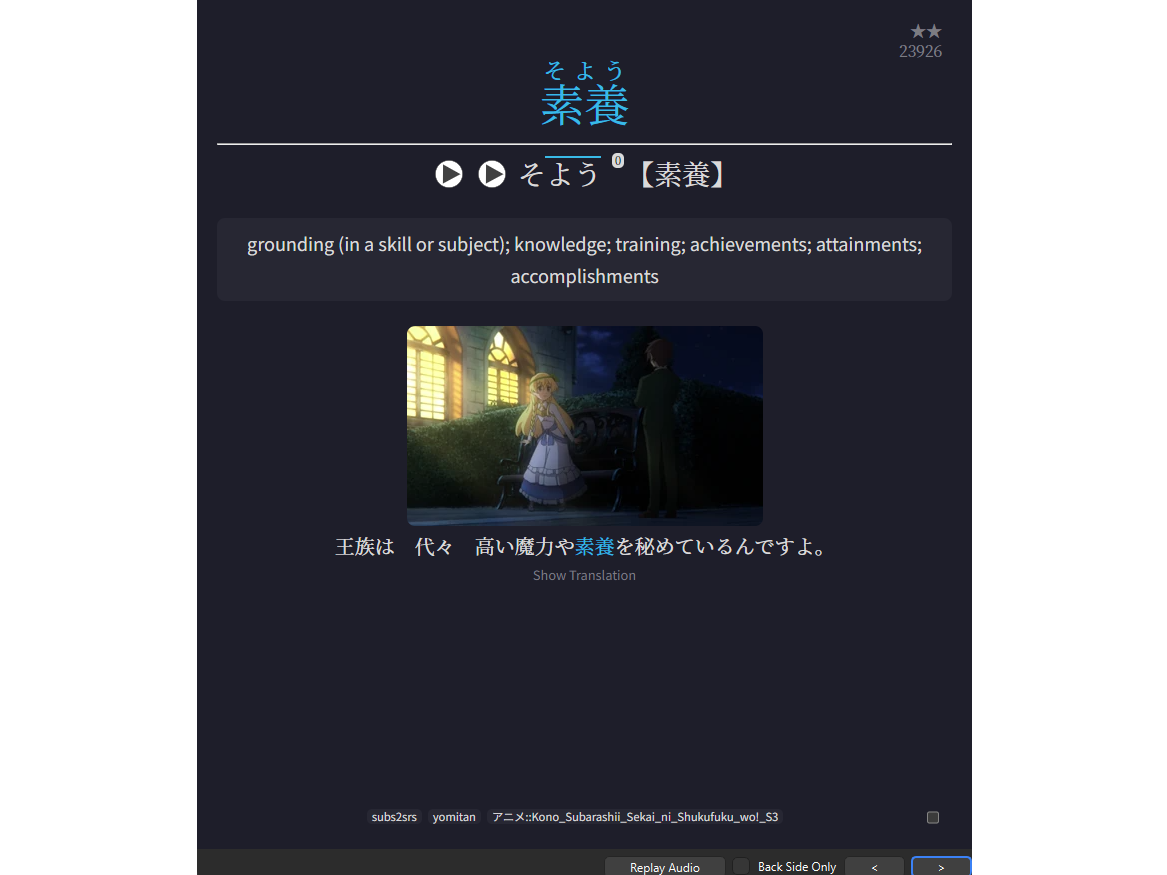 ★★
23926
そよう
素養
そよう 0 【素養】
grounding (in a skill or subject); knowledge; training; achievements; attainments;
accomplishments
王族は　代々　高い魔力や素養を秘めているんですよ。
Show Translation
subs2srs yomitan アニメ::Kono_Subarashii_Sekai_ni_Shukufuku_wo!_S3
Replay Audio Back Side Only < >